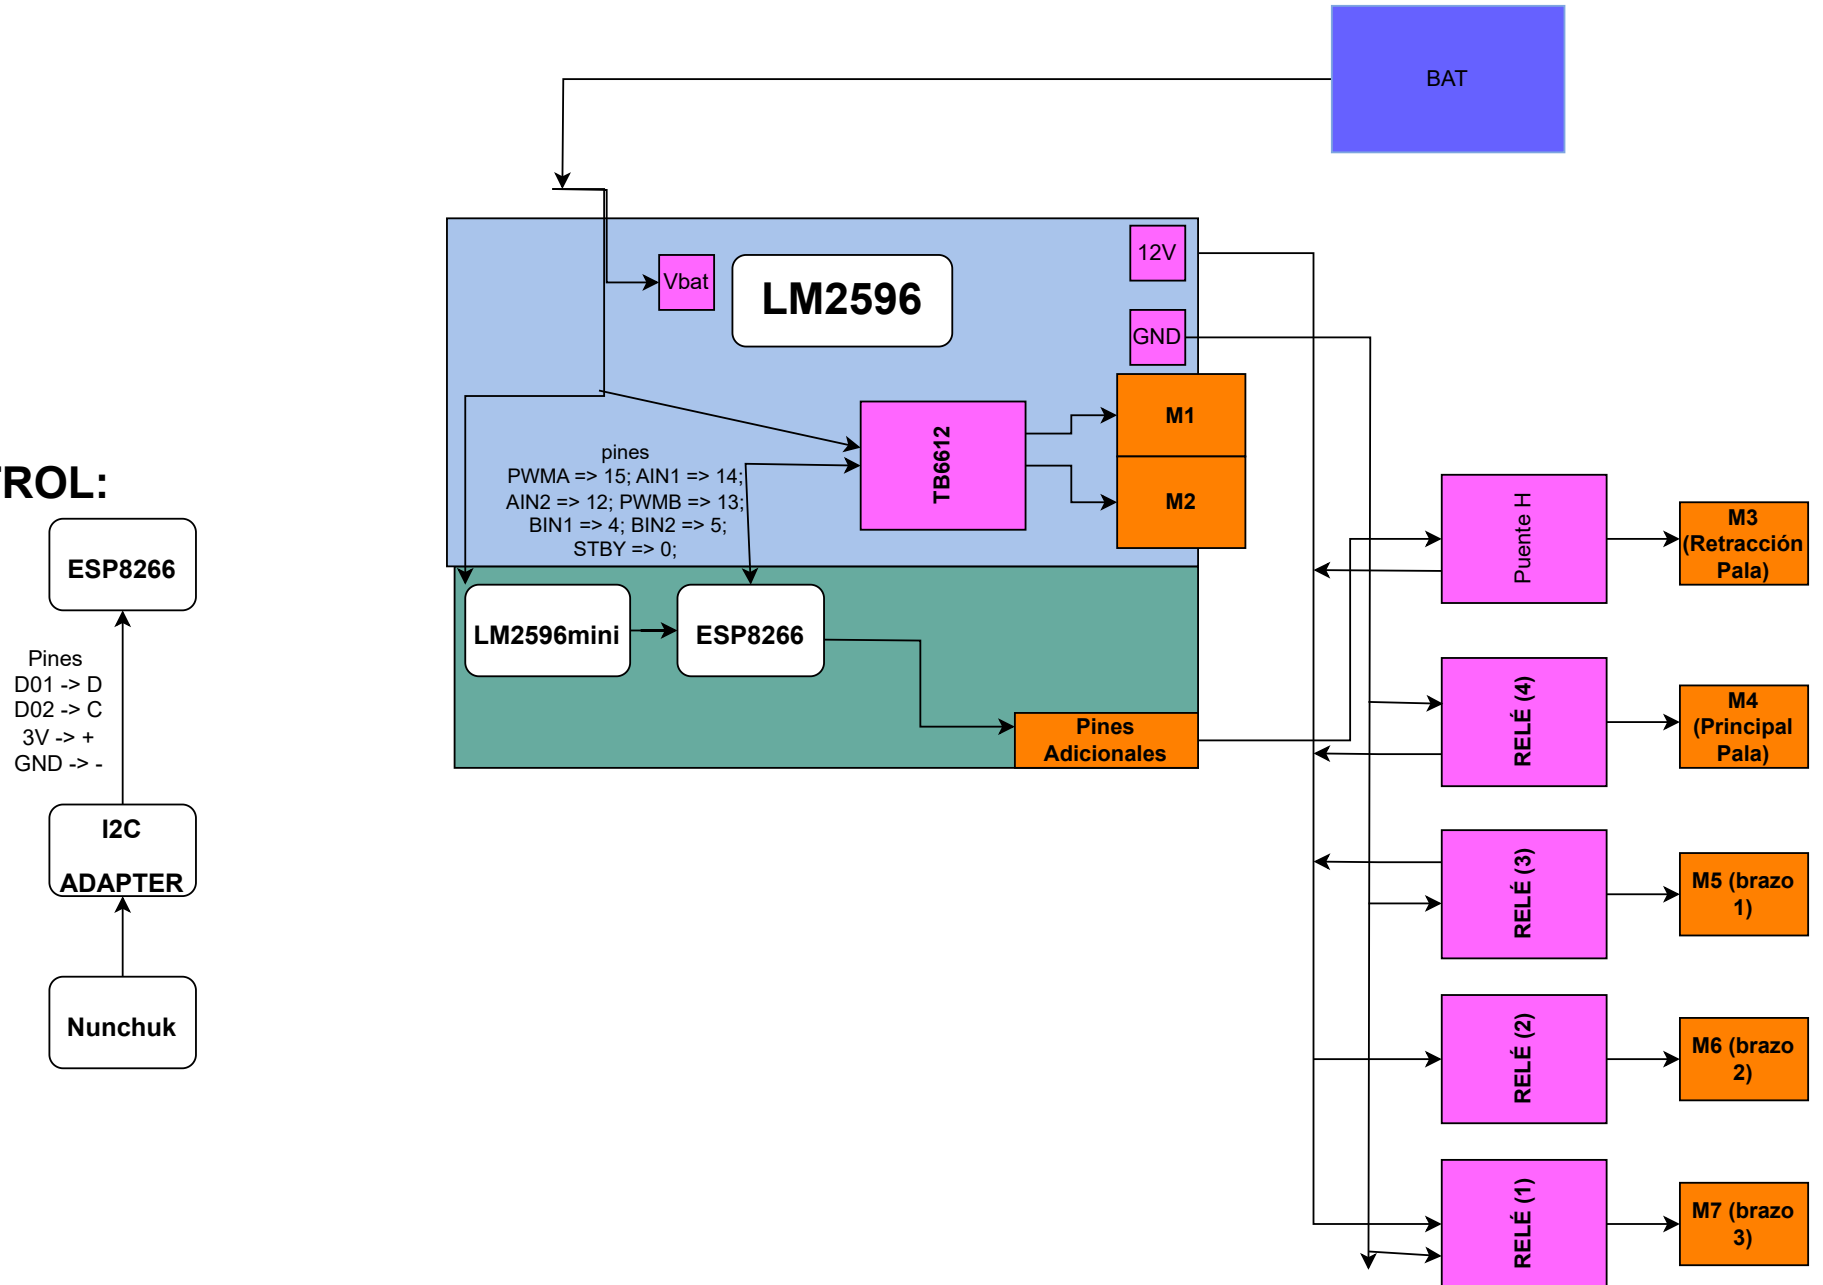 BAT
12V
Vbat
LM2596
GND
M1
pines
PWMA => 15; AIN1 => 14;
AIN2 => 12; PWMB => 13;
BIN1 => 4; BIN2 => 5;
STBY => 0;
TB6612
M2
TROL:
ESP8266
Pines
D01 -> D
D02 -> C
3V -> +
GND -> -
I2C
ADAPTER
Nunchuk
LM2596mini
ESP8266
Pines
Adicionales
Puente H
M3
(Retracción
Pala)
RELÉ (4)
M4
(Principal
Pala)
RELÉ (3)
M5 (brazo
1)
RELÉ (2)
M6 (brazo
2)
RELÉ (1)
M7 (brazo
3)